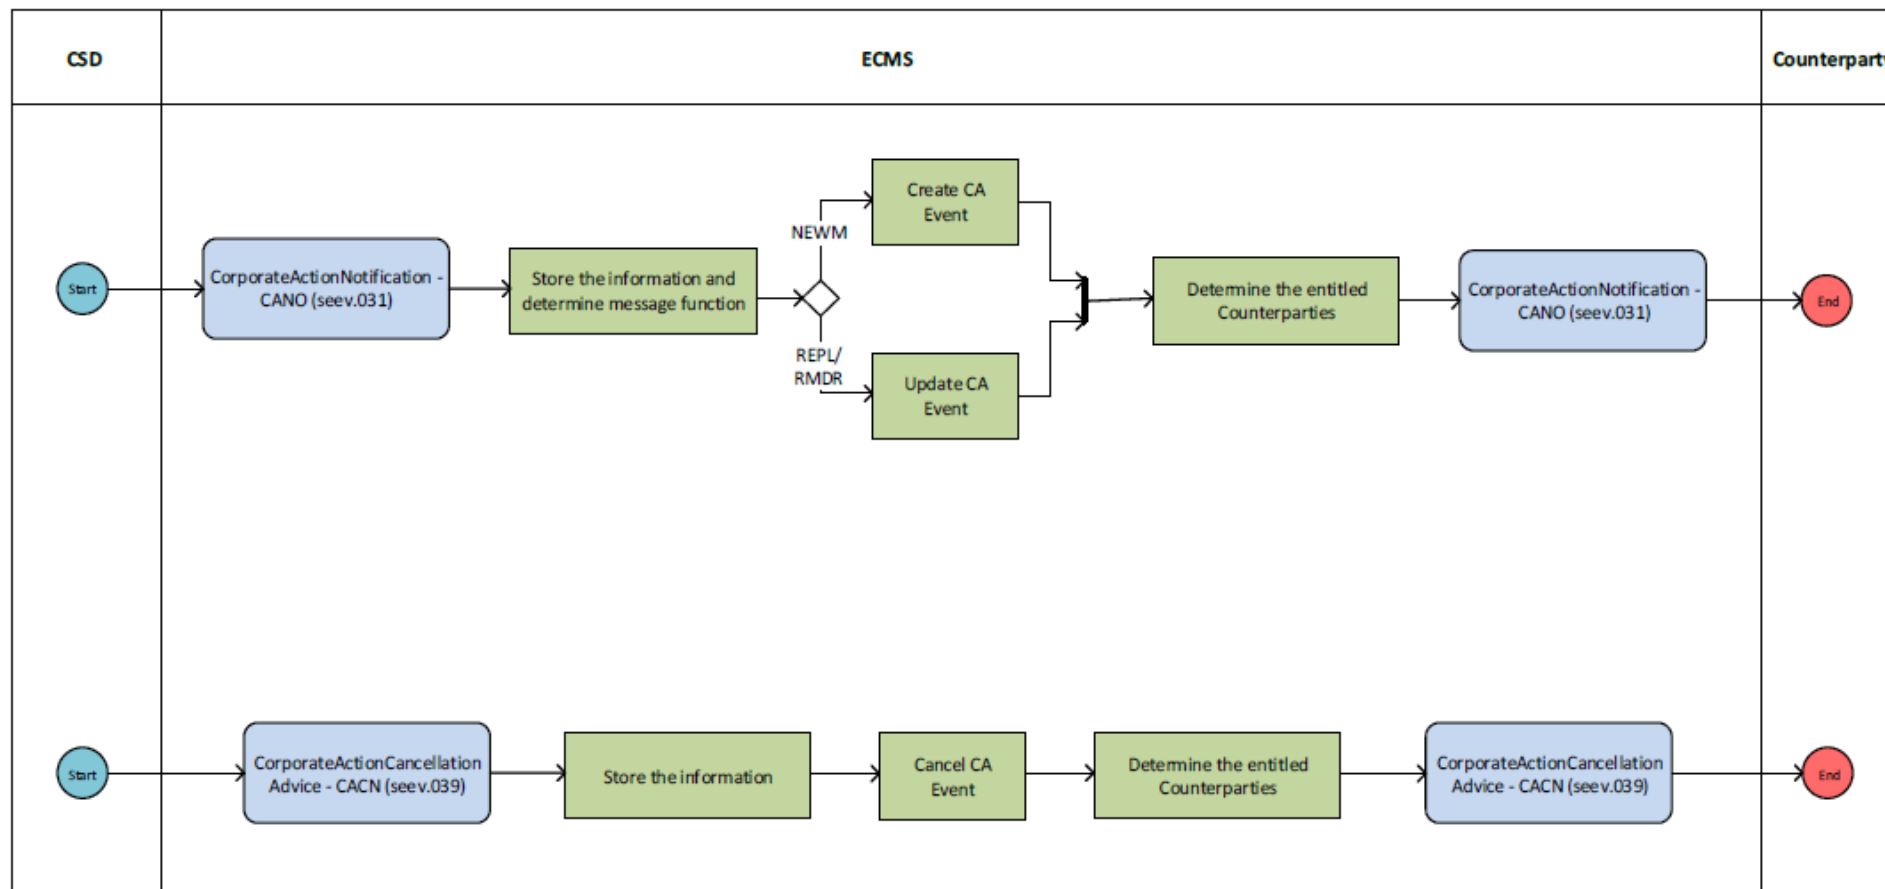 CSD
ECMS
Counterparty
Start
CorporateActionNotification -
CANO (seev.031)
Store the information and
determine message function
NEWM
REPL/
RMDR
Create CA
Event
Update CA
Event
Determine the entitled
Counterparties
CorporateActionNotification -
CANO (seev.031)
End
Start
CorporateActionCancellation
Advice - CACN (seev.039)
Store the information
Cancel CA
Event
Determine the entitled
Counterparties
CorporateActionCancellation
Advice - CACN (seev.039)
End